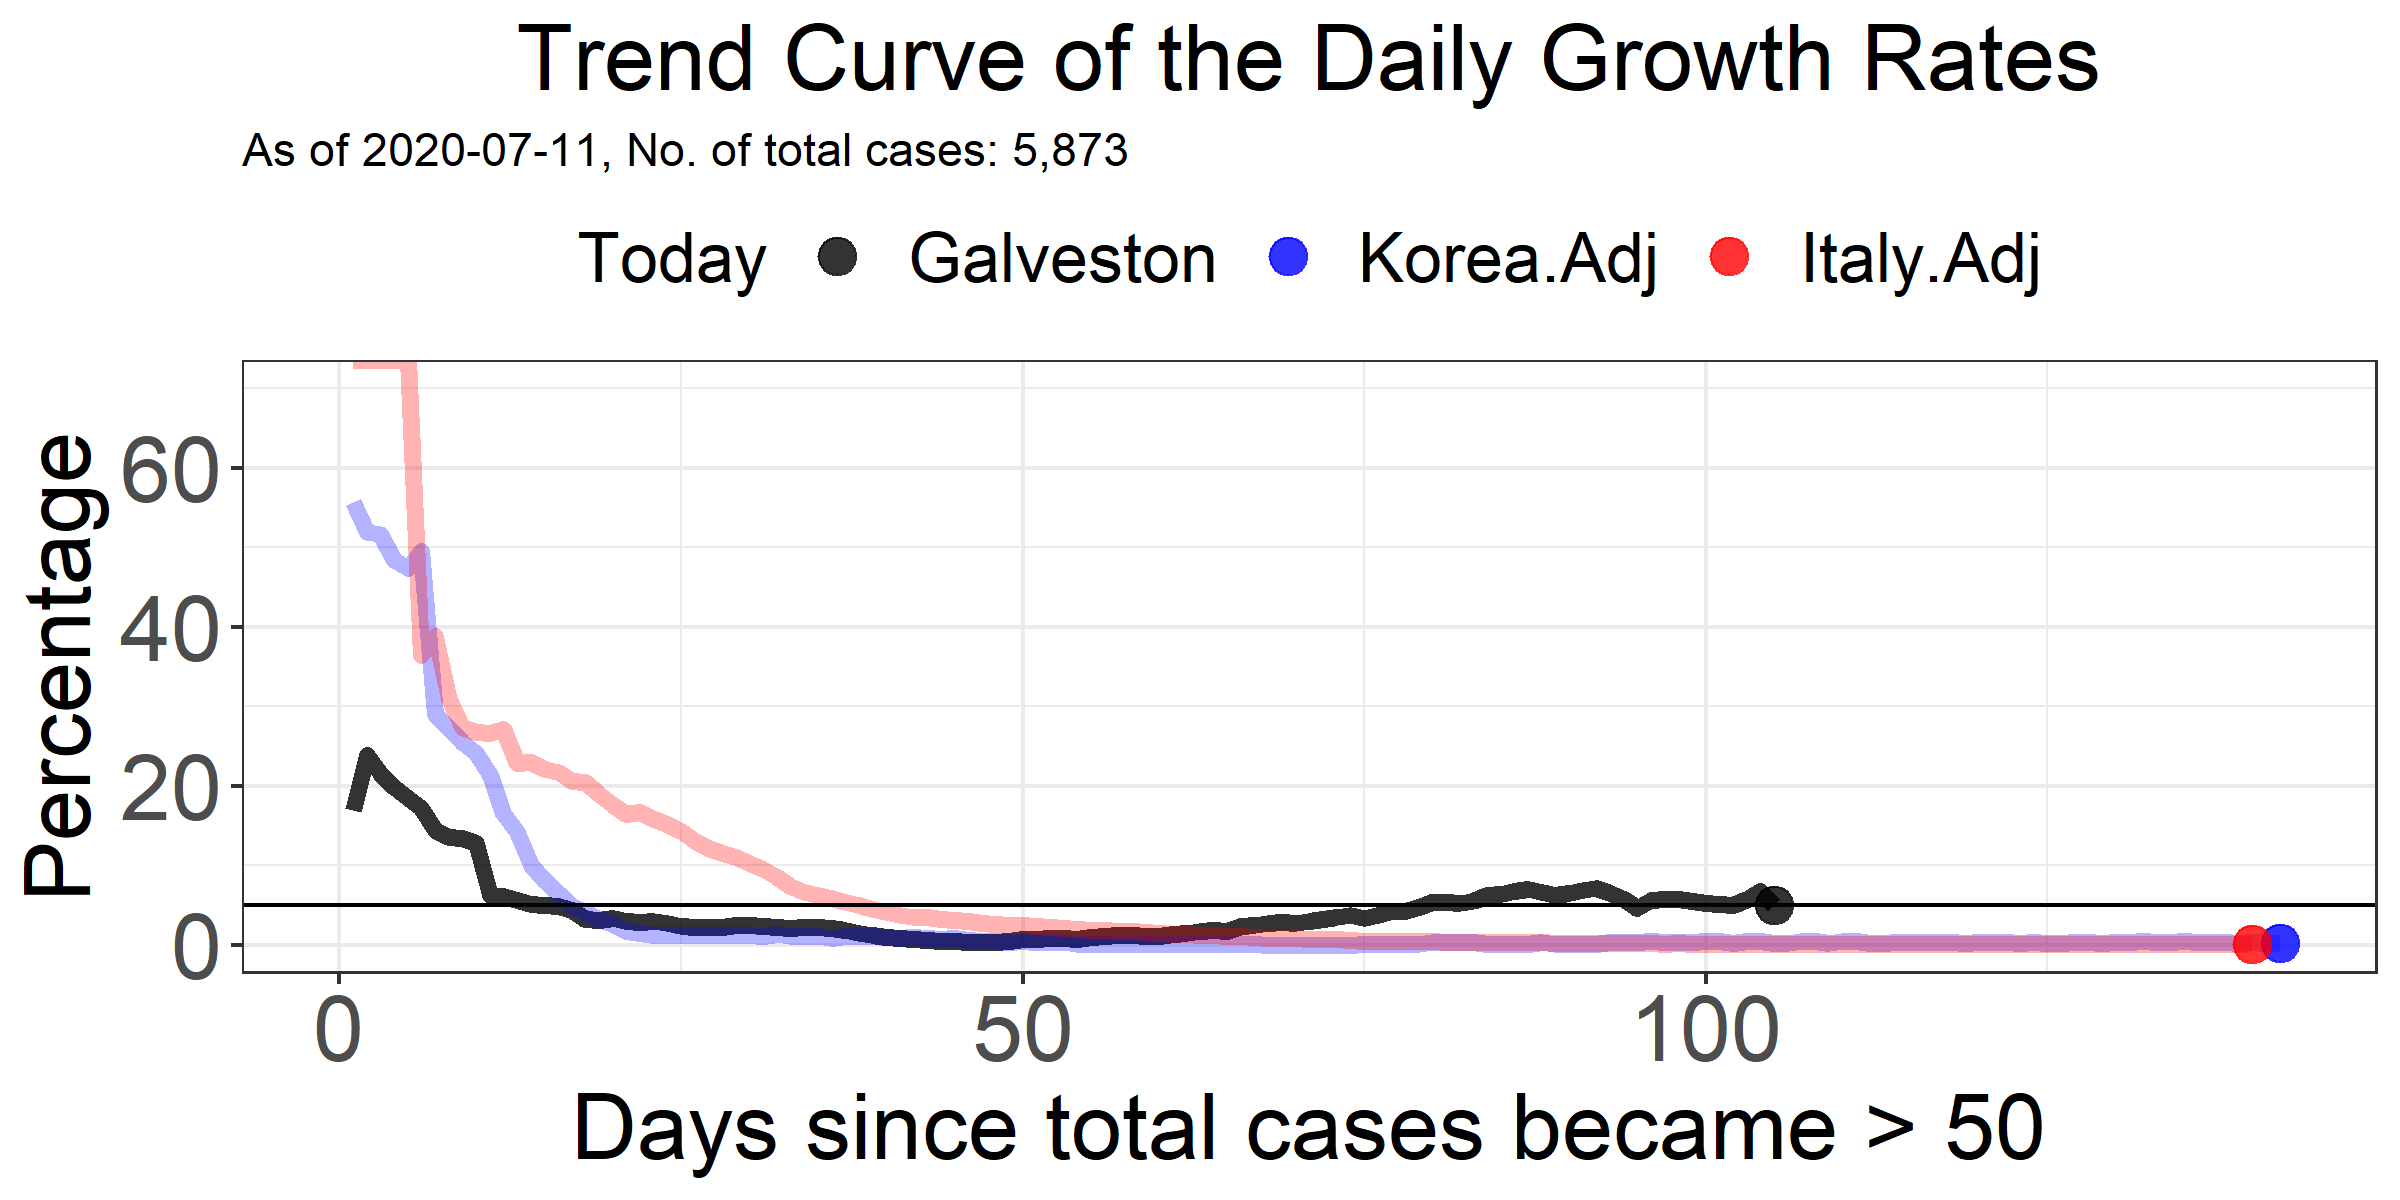 Trend Curve of the Daily Growth Rates
As of 2020-07-11, No. of total cases: 5,873
Today Galveston Korea.Adj Italy.Adj
Percentage
60
40
20
0
0 50 100
Days since total cases became > 50